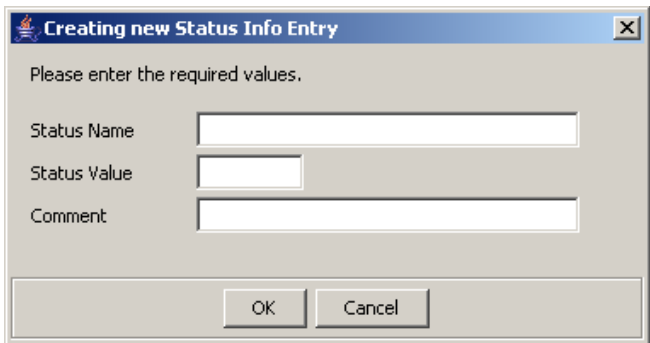 Creating new Status Info Entry
Please enter the required values.
Status Name
Status Value
Comment
OK Cancel